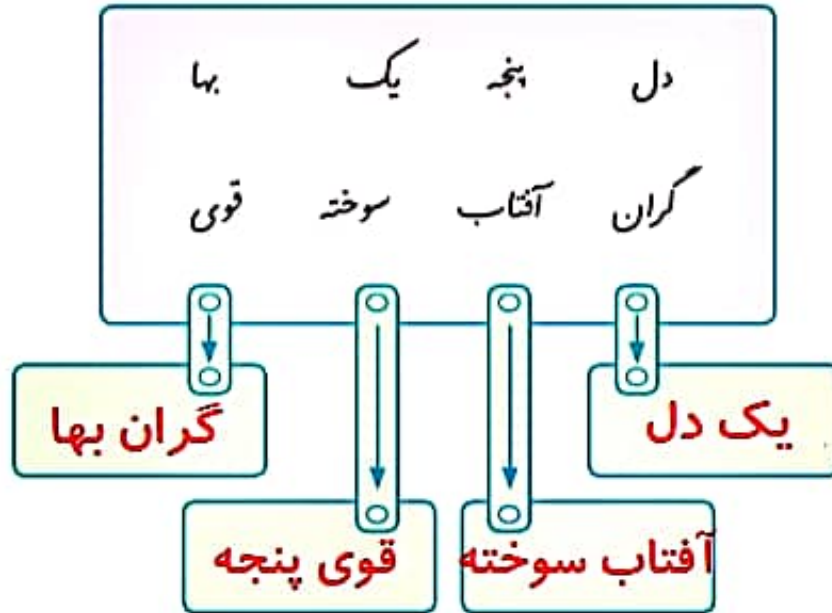 دل پنجه یک بها
گران آفتاب سوخته قوی
یک دل گران بها
آفتاب سوخته قوی پنجه